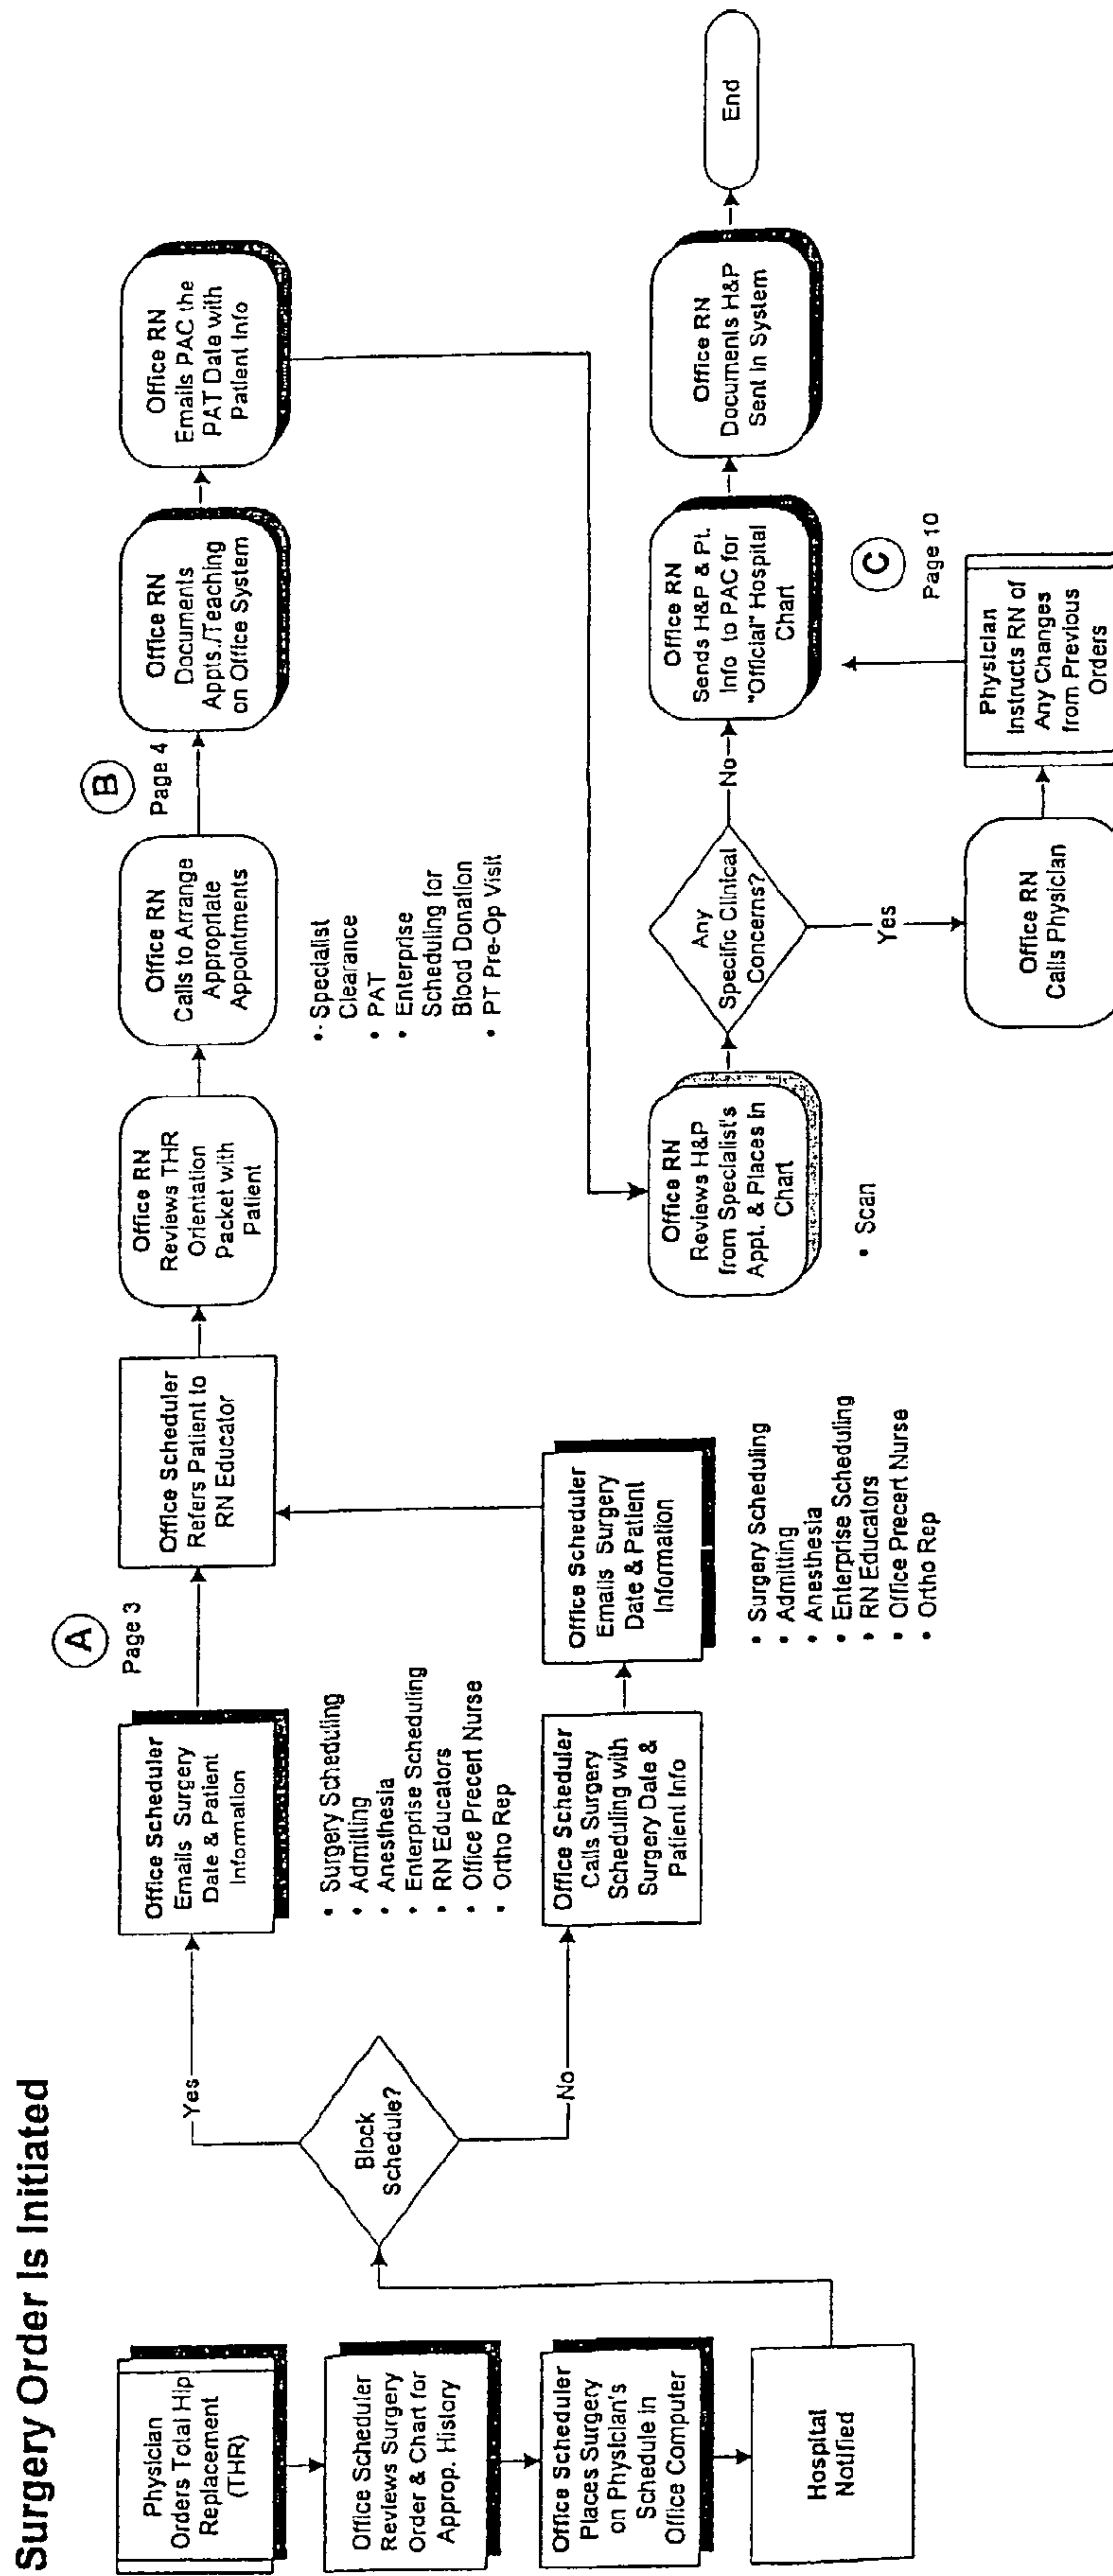 Surgery Order Is Initiated
Physician
Orders Total Hip
Replacement
(THR)
Office Scheduler
Reviews Surgery
Order & Chart for
Approp. History
Office Scheduler
Places Surgery
on Physician's
Schedule in
Office Computer
Hospital
Notified
Block
Schedule?
Yes
No
Office Scheduler
Emails Surgery
Date & Patient
Information
• Surgery Scheduling
• Admitting
• Anesthesia
• Enterprise Scheduling
• RN Educators
• Office Precert Nurse
• Ortho Rep
A
Page 3
Office Scheduler
Calls Surgery
Scheduling with
Surgery Date &
Patient Info
Office Scheduler
Emails Surgery
Date & Patient
Information
• Surgery Scheduling
• Admitting
• Anesthesia
• Enterprise Scheduling
• RN Educators
• Office Precert Nurse
• Ortho Rep
Office Scheduler
Refers Patient to
RN Educator
Office RN
Reviews THR
Orientation
Packet with
Patient
Office RN
Calls to Arrange
Appropriate
Appointments
• Specialist
Clearance
• PAT
• Enterprise
Scheduling for
Blood Donation
• PT Pre-Op Visit
B
Page 4
Office RN
Documents
Appts./Teaching
on Office System
Office RN
Emails PAC the
PAT Date with
Patient Info
Office RN
Reviews H&P
from Specialist's
Appt. & Places In
Chart
• Scan
Any
Specific Clinical
Concerns?
No
Yes
Office RN
Calls Physician
Physician
Instructs RN of
Any Changes
from Previous
Orders
C
Page 10
Office RN
Sends H&P & Pt.
Info to PAC for
"Official" Hospital
Chart
Office RN
Documents H&P
Sent In System
End